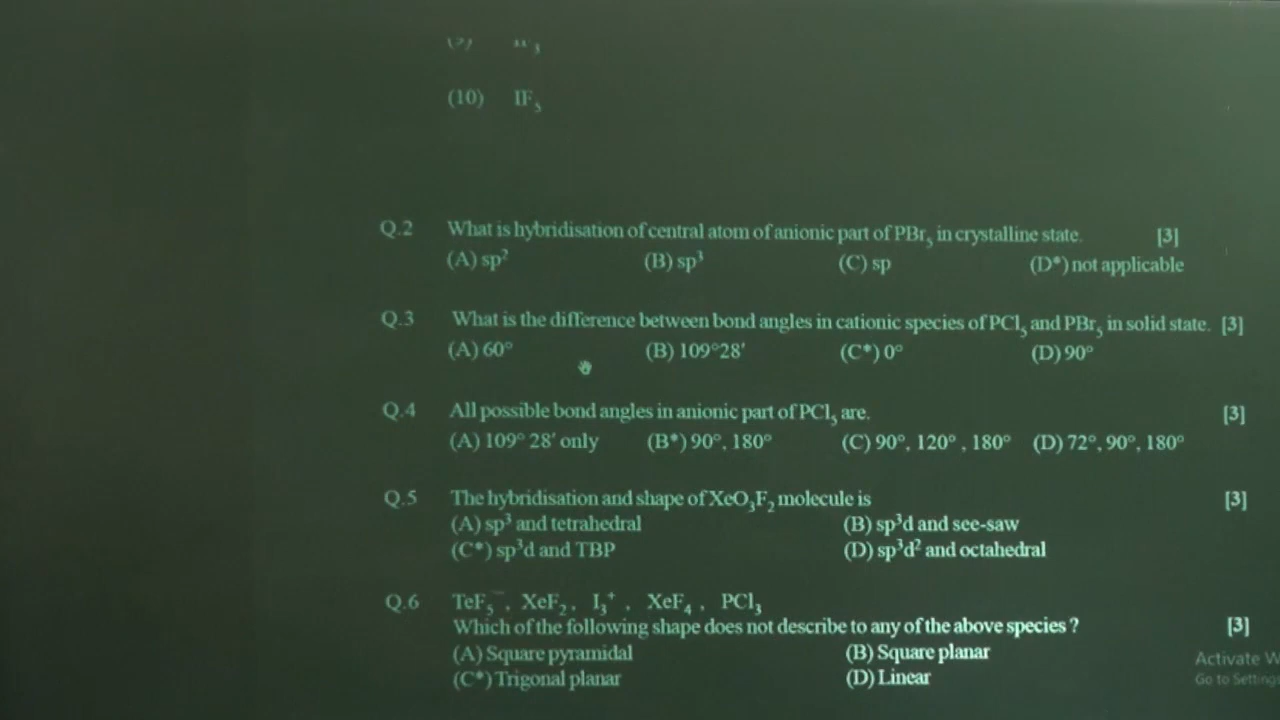 (10) IF₅
Q.2 What is hybridisation of central atom of anionic part of PBr₅ in crystalline state. [3]
(A) sp² (B) sp³ (C) sp (D*) not applicable
Q.3 What is the difference between bond angles in cationic species of PCl₅ and PBr₅ in solid state. [3]
(A) 60° (B) 109°28' (C*) 0° (D) 90°
Q.4 All possible bond angles in anionic part of PCl₅ are. [3]
(A) 109° 28' only (B*) 90°, 180° (C) 90°, 120° , 180° (D) 72°, 90°, 180°
Q.5 The hybridisation and shape of XeO₃F₂ molecule is [3]
(A) sp³ and tetrahedral (B) sp³d and see-saw
(C*) sp³d and TBP (D) sp³d² and octahedral
Q.6 TeF₅⁻ , XeF₂ , I₃⁺ , XeF₄ , PCl₃
Which of the following shape does not describe to any of the above species ? [3]
(A) Square pyramidal (B) Square planar
(C*) Trigonal planar (D) Linear
Activate W
Go to Settings